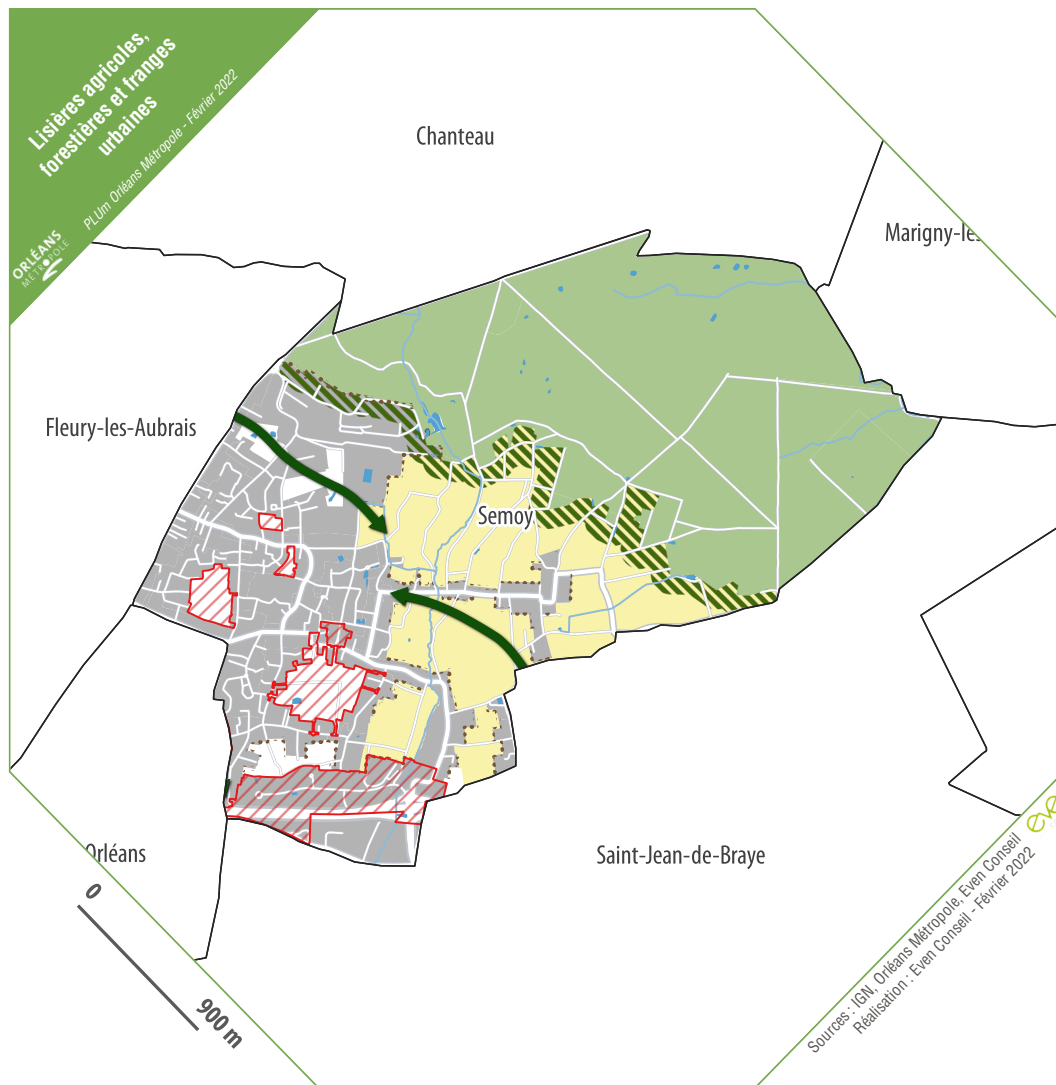 Lisières agricoles,
forestières et franges
urbaines
PLUm Orléans Métropole - Février 2022
ORLÉANS
MÉTROPOLE
Chanteau
Marigny-les
Fleury-les-Aubrais
Semoy
Orléans
Saint-Jean-de-Braye
0
900 m
Sources : IGN, Orléans Métropole, Even Conseil
Réalisation : Even Conseil - Février 2022
eve